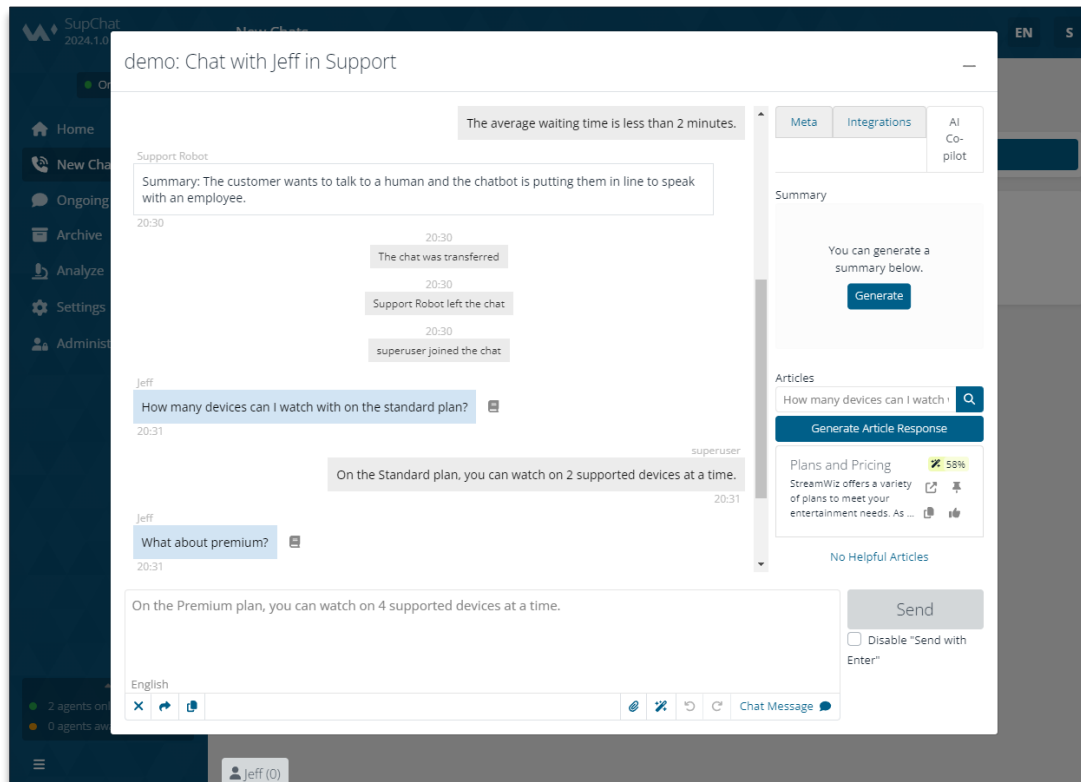 SupChat
2024.1.0
New Chats
EN
S
Home
New Cha
Ongoing
Archive
Analyze
Settings
Administ
2 agents onl
0 agents awa
demo: Chat with Jeff in Support
The average waiting time is less than 2 minutes.
Support Robot
Summary: The customer wants to talk to a human and the chatbot is putting them in line to speak
with an employee.
20:30
20:30
The chat was transferred
20:30
Support Robot left the chat
20:30
superuser joined the chat
Jeff
How many devices can I watch with on the standard plan?
20:31
superuser
On the Standard plan, you can watch on 2 supported devices at a time.
20:31
Jeff
What about premium?
20:31
On the Premium plan, you can watch on 4 supported devices at a time.
English
Chat Message
Send
Disable "Send with
Enter"
Meta
Integrations
AI
Co-
pilot
Summary
You can generate a
summary below.
Generate
Articles
How many devices can I watch
Generate Article Response
Plans and Pricing
58%
StreamWiz offers a variety
of plans to meet your
entertainment needs. As ...
No Helpful Articles
Jeff (0)